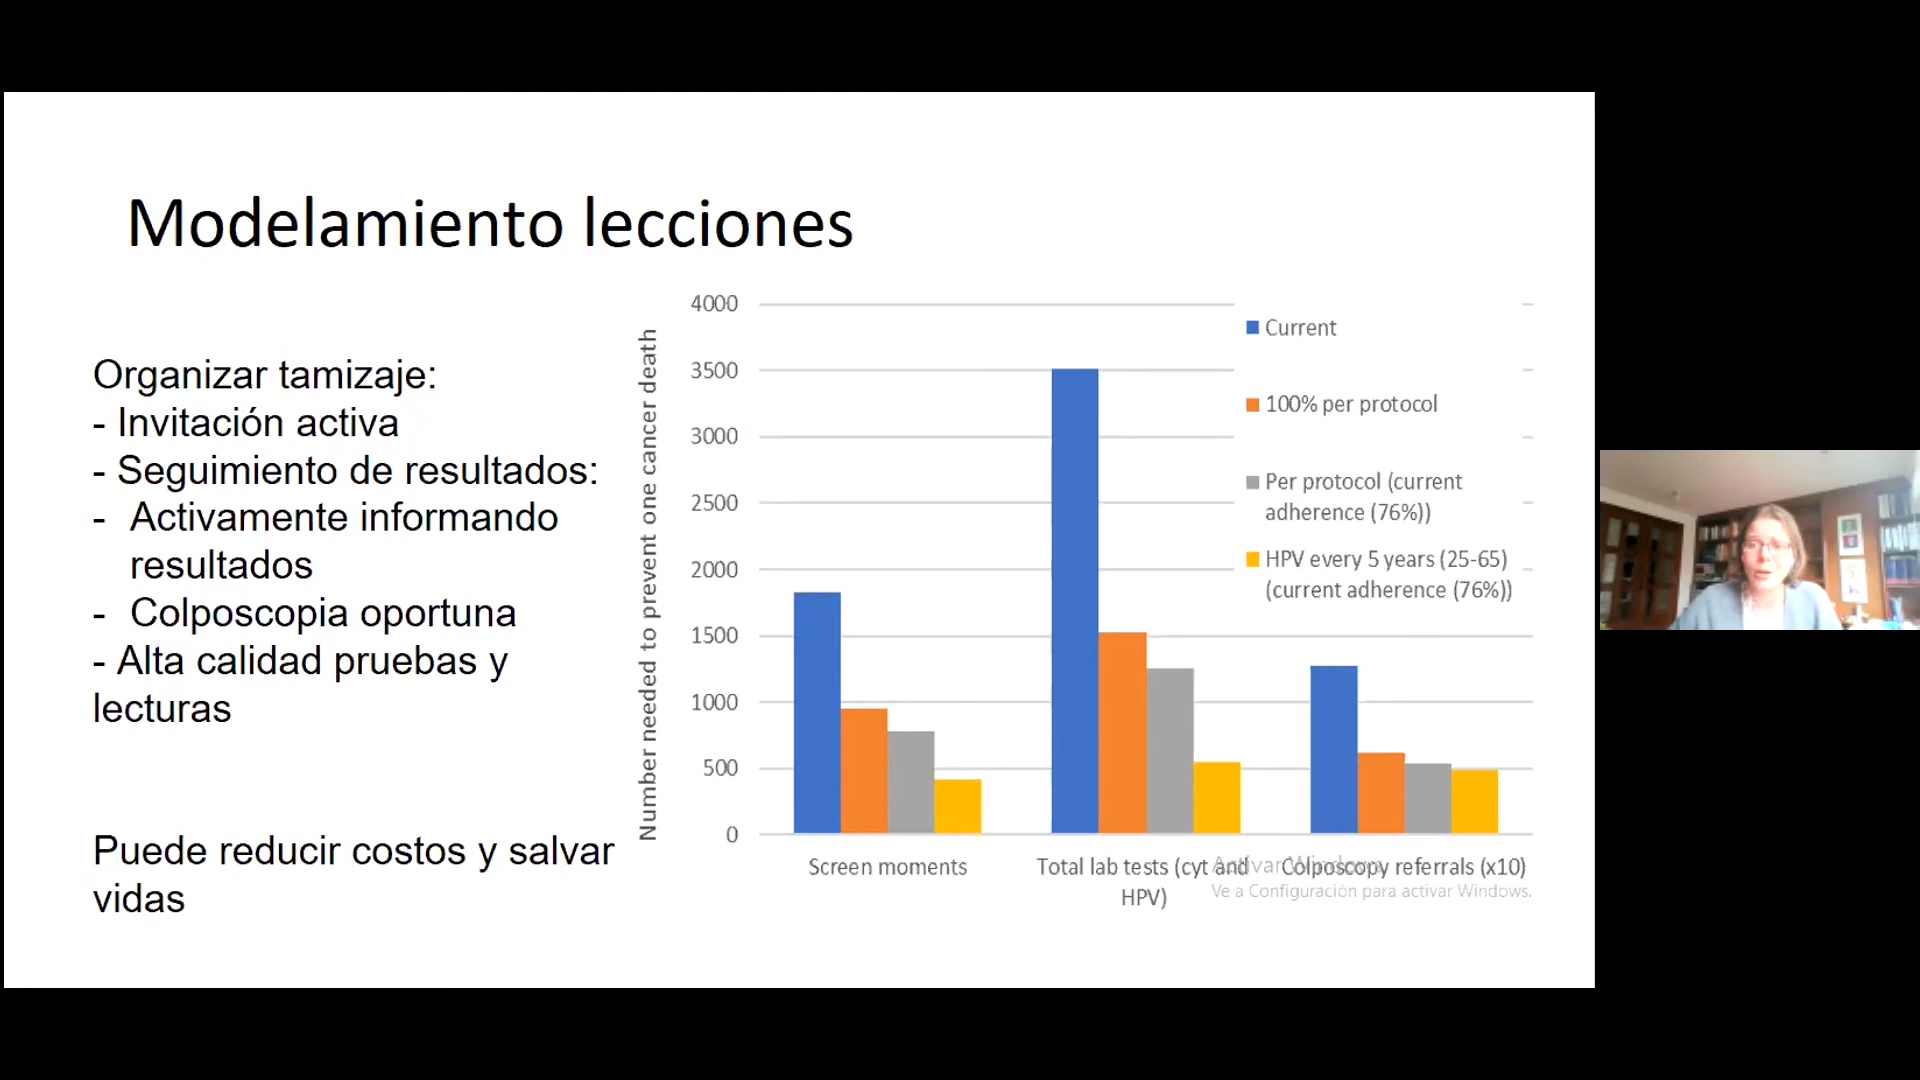 Modelamiento lecciones
Organizar tamizaje:
- Invitación activa
- Seguimiento de resultados:
- Activamente informando
resultados
- Colposcopia oportuna
- Alta calidad pruebas y
lecturas
Puede reducir costos y salvar
vidas
Number needed to prevent one cancer death
4000
3500
3000
2500
2000
1500
1000
500
0
Current
100% per protocol
Per protocol (current
adherence (76%))
HPV every 5 years (25-65)
(current adherence (76%))
Screen moments
Total lab tests (cyt and
HPV)
Colposcopy referrals (x10)
Activar Windows
Ve a Configuración para activar Windows.